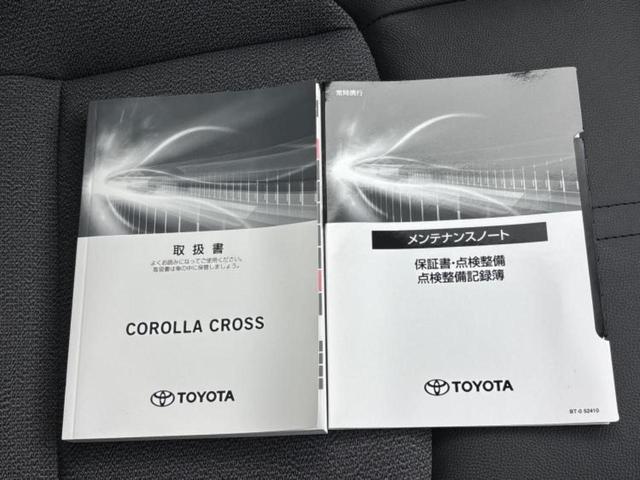 取扱書
よくお読みになってご使用ください。
取扱書は車の中に保管しましょう。
COROLLA CROSS
TOYOTA
常時携行
メンテナンスノート
保証書・点検整備
点検整備記録簿
TOYOTA
BT-G 52410